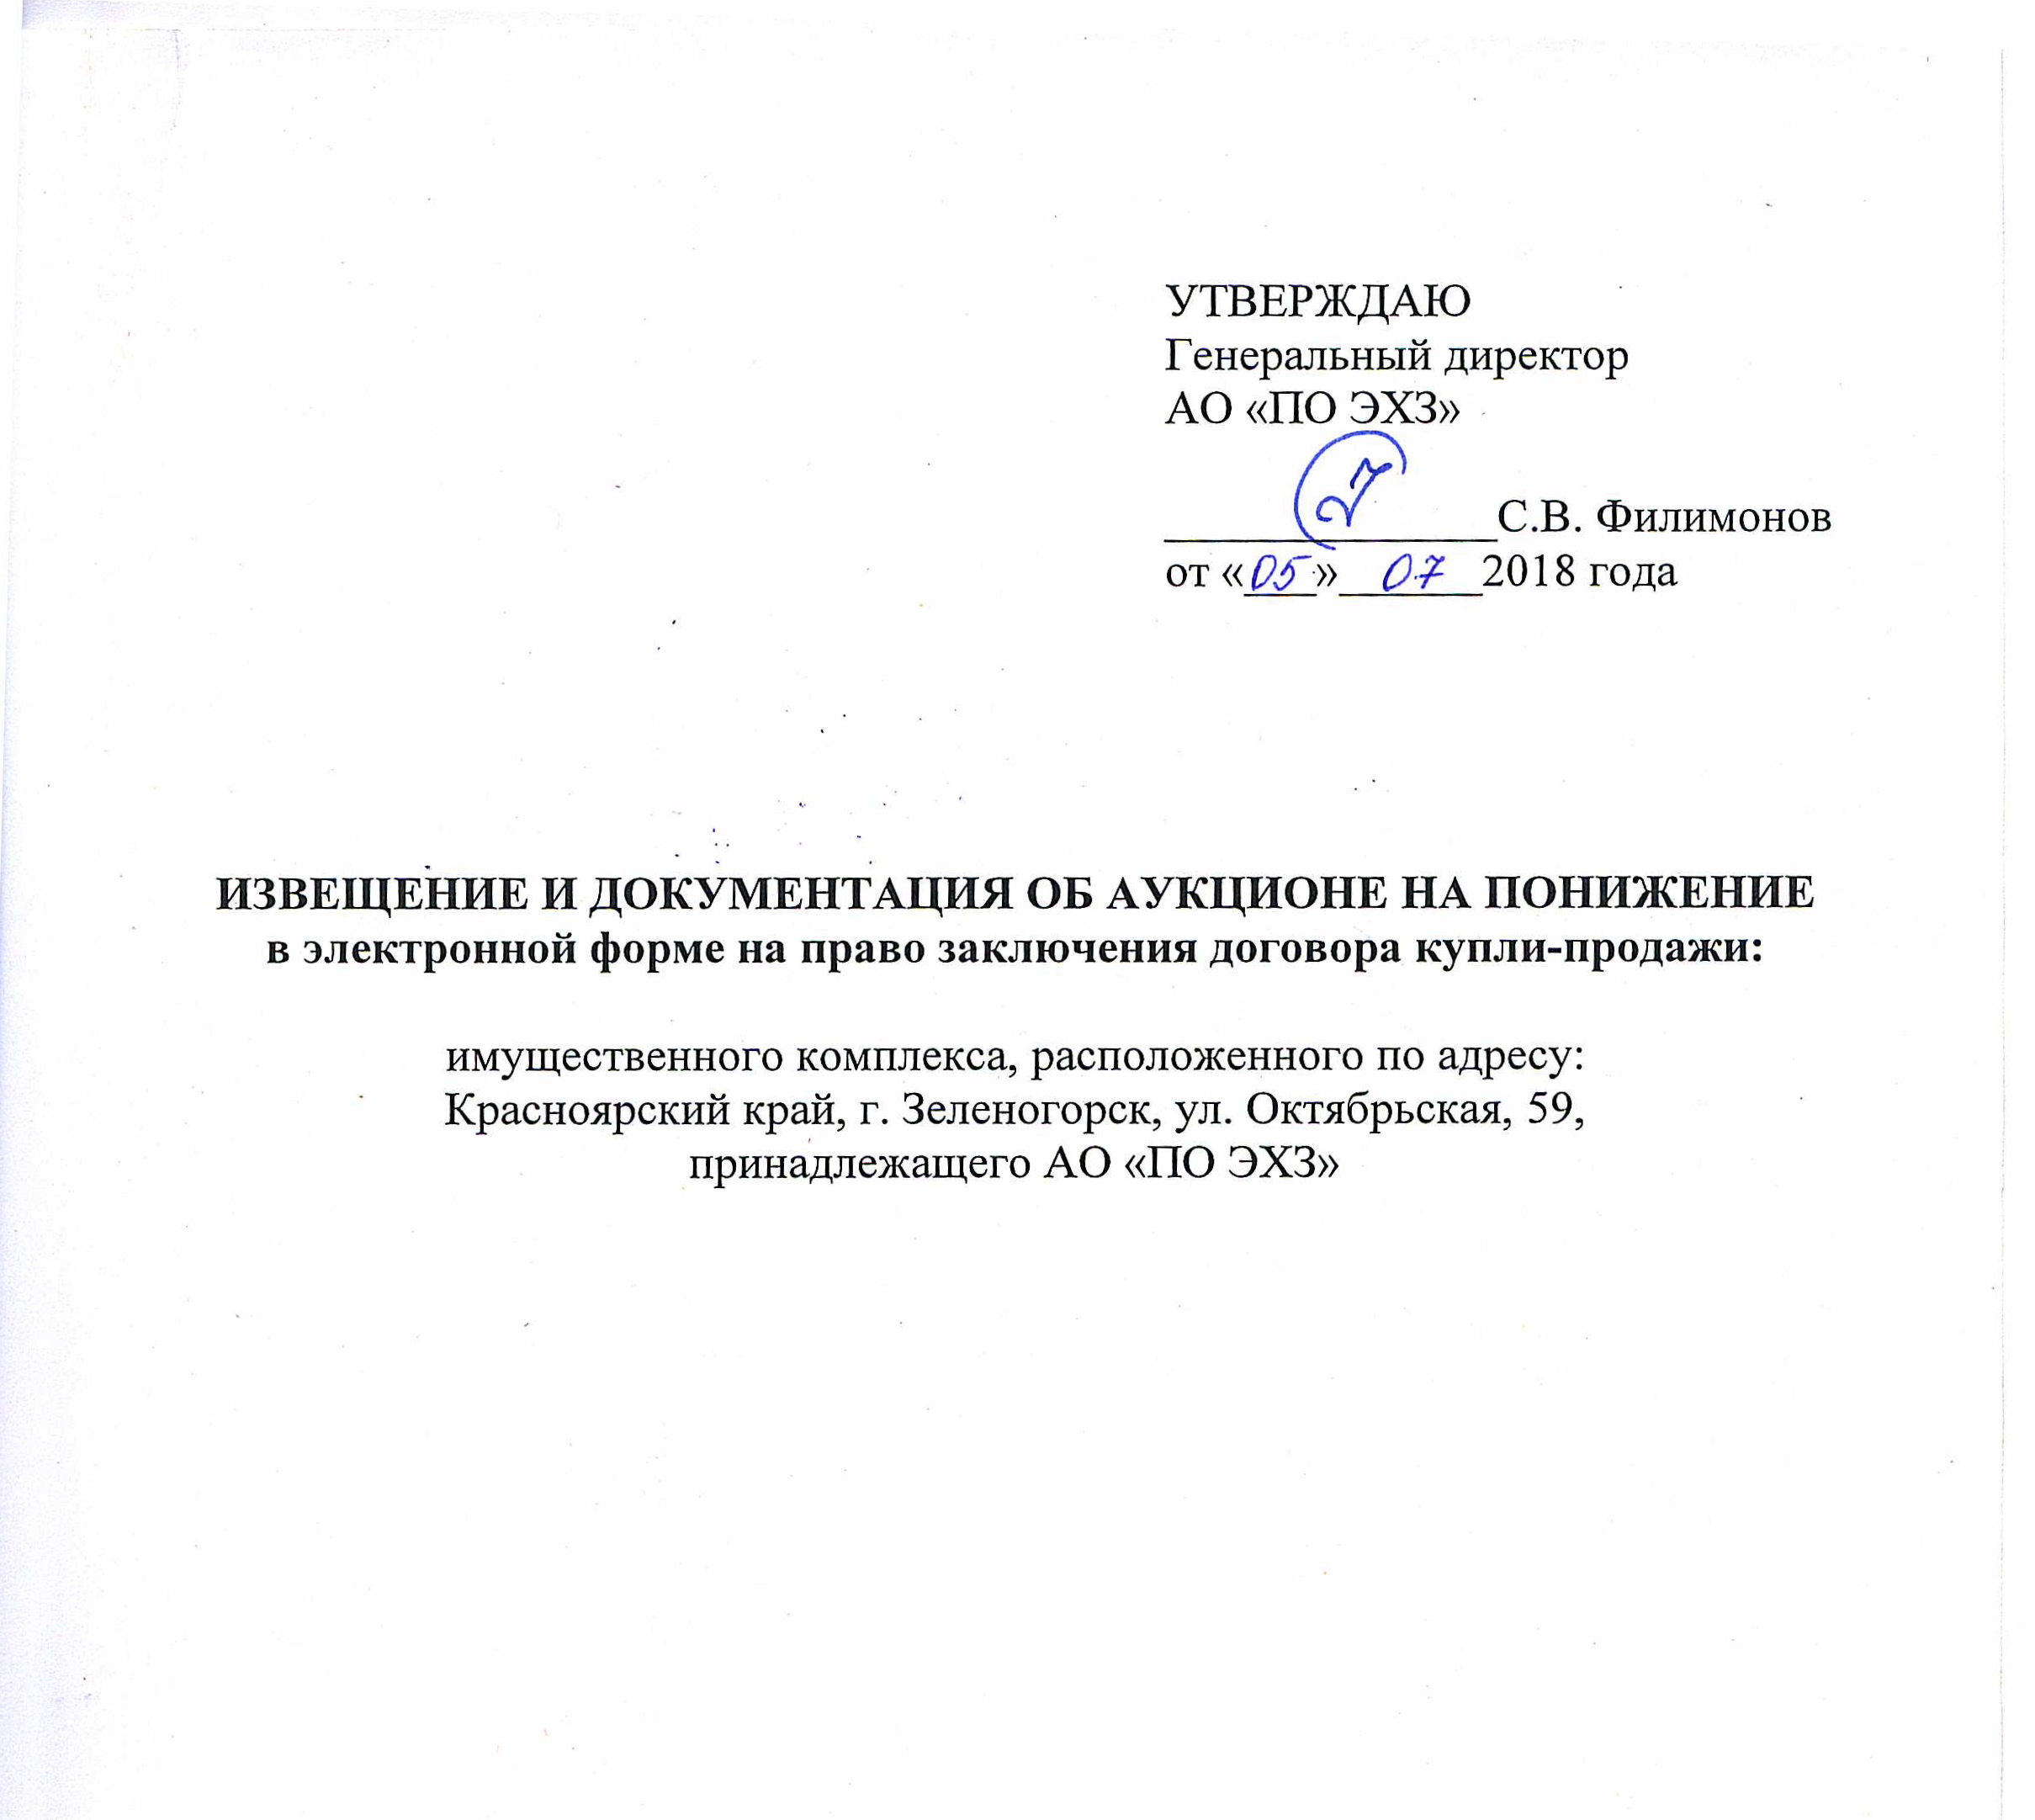 УТВЕРЖДАЮ
Генеральный директор
АО «ПО ЭХЗ»
_______________С.В. Филимонов
от «05» 07 2018 года
ИЗВЕЩЕНИЕ И ДОКУМЕНТАЦИЯ ОБ АУКЦИОНЕ НА ПОНИЖЕНИЕ
в электронной форме на право заключения договора купли-продажи:
имущественного комплекса, расположенного по адресу:
Красноярский край, г. Зеленогорск, ул. Октябрьская, 59,
принадлежащего АО «ПО ЭХЗ»